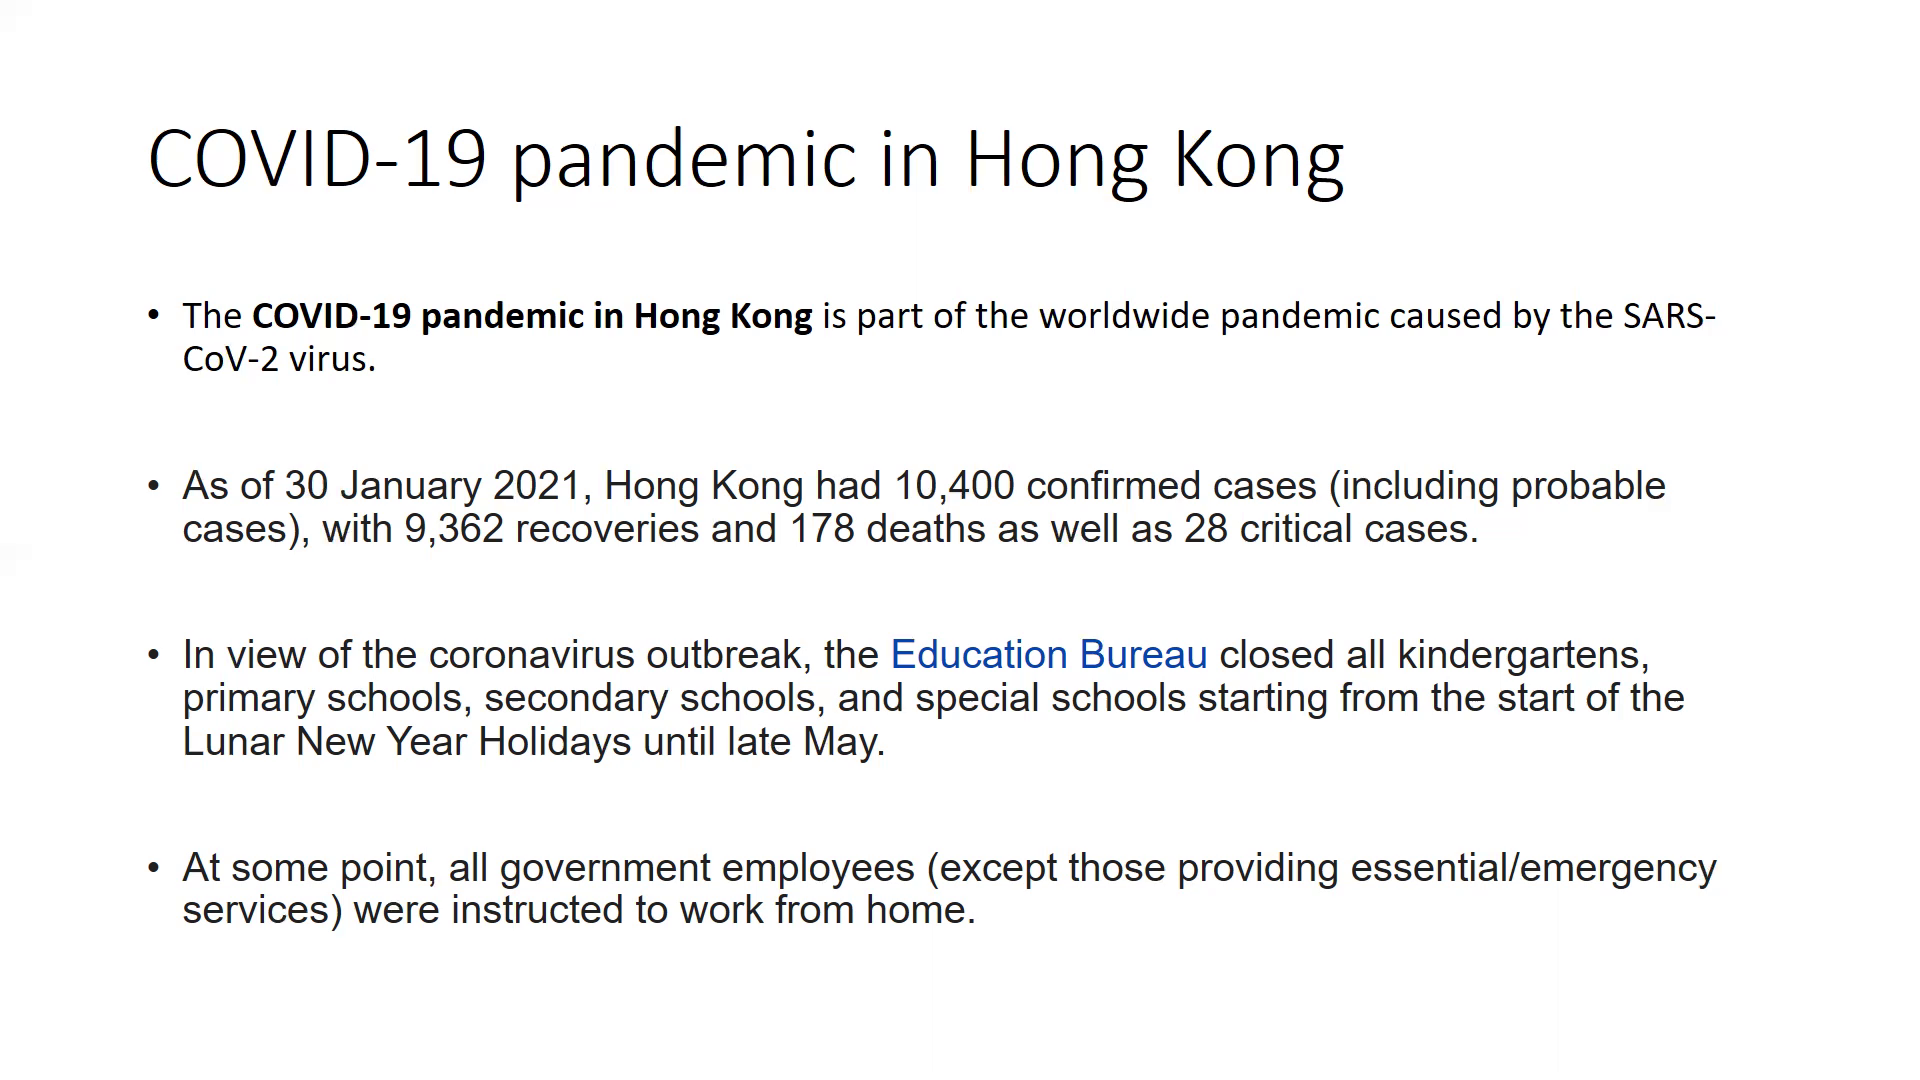 COVID-19 pandemic in Hong Kong
• The COVID-19 pandemic in Hong Kong is part of the worldwide pandemic caused by the SARS-
CoV-2 virus.
• As of 30 January 2021, Hong Kong had 10,400 confirmed cases (including probable
cases), with 9,362 recoveries and 178 deaths as well as 28 critical cases.
• In view of the coronavirus outbreak, the Education Bureau closed all kindergartens,
primary schools, secondary schools, and special schools starting from the start of the
Lunar New Year Holidays until late May.
• At some point, all government employees (except those providing essential/emergency
services) were instructed to work from home.